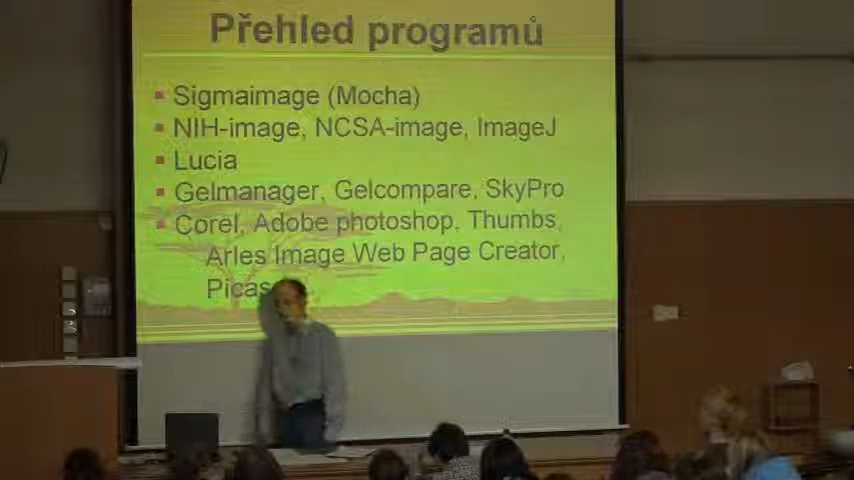 Přehled programů
Sigmaimage (Mocha)
NIH-image, NCSA-image, ImageJ
Lucia
Gelmanager, Gelcompare, SkyPro
Corel, Adobe photoshop. Thumbs,
Arles Image Web Page Creator,